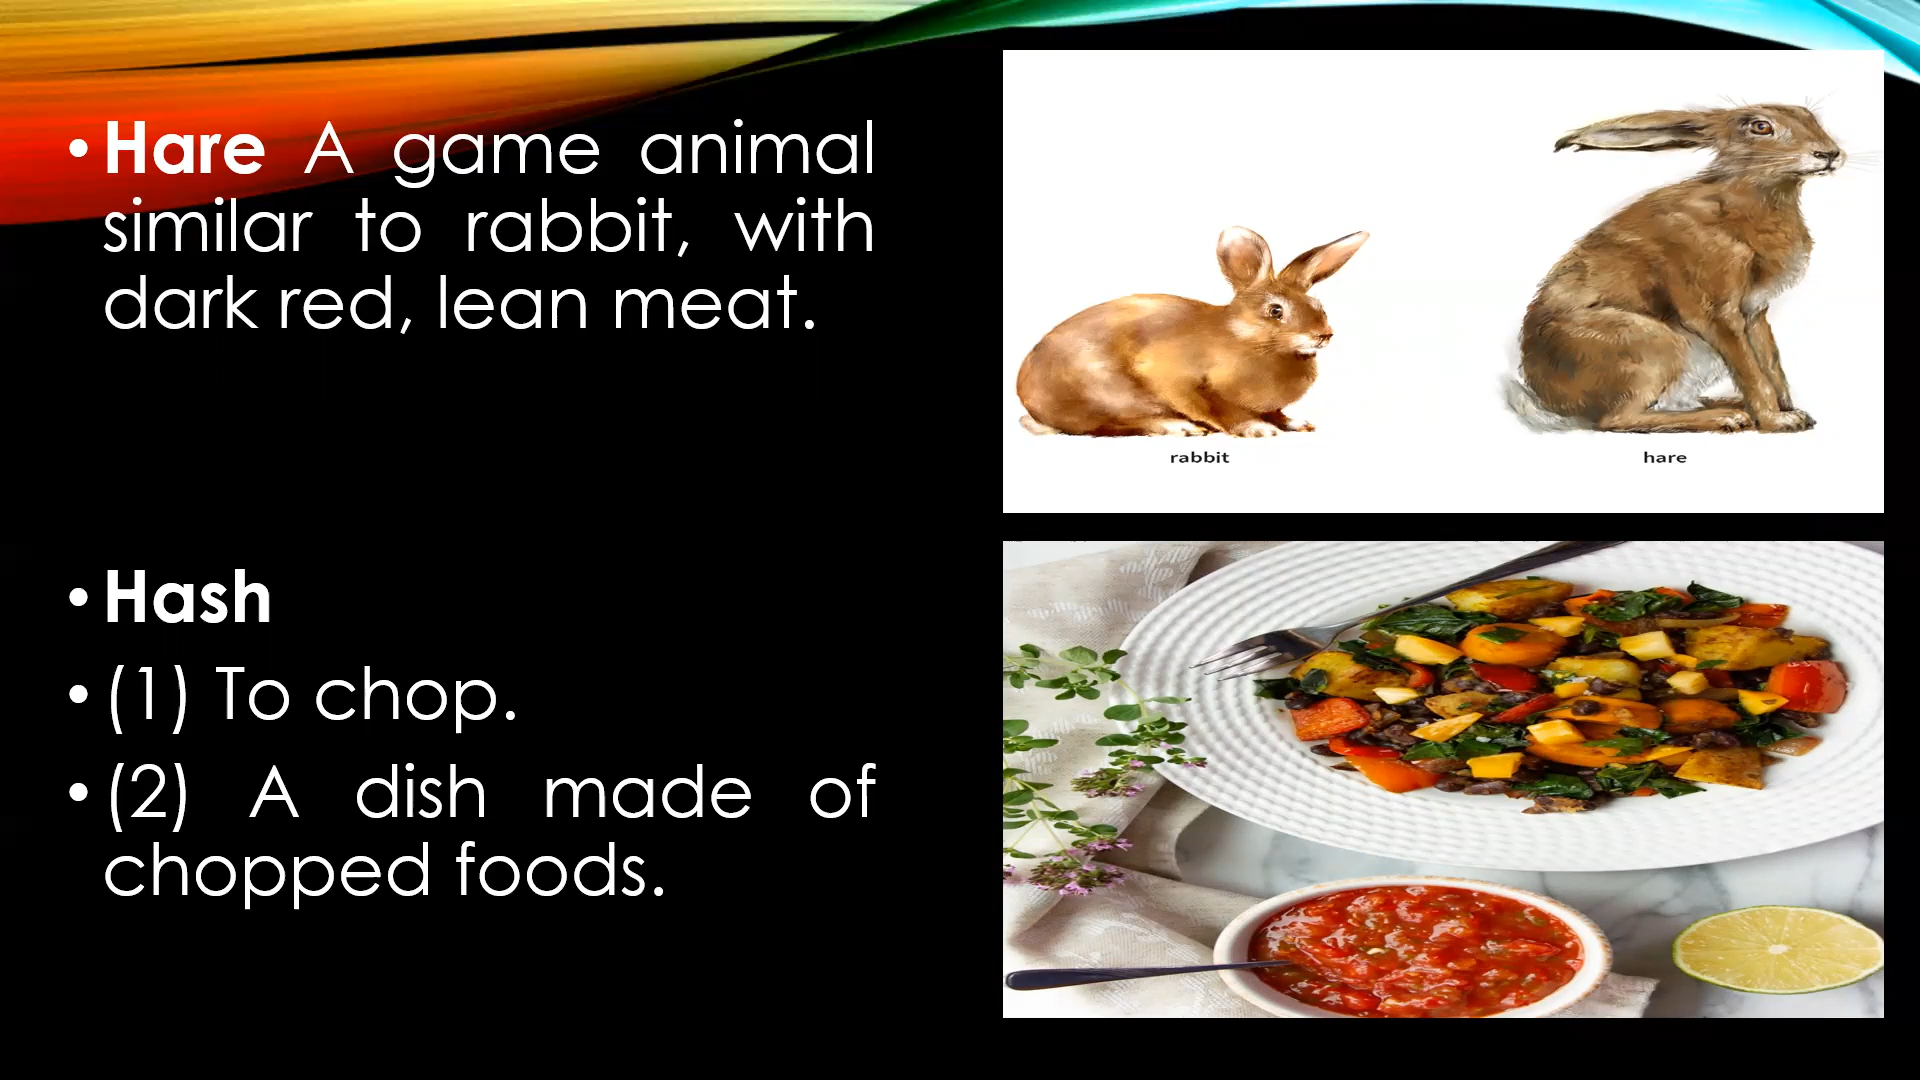 • Hare A game animal
similar to rabbit, with
dark red, lean meat.
• Hash
• (1) To chop.
• (2) A dish made of
chopped foods.
rabbit
hare